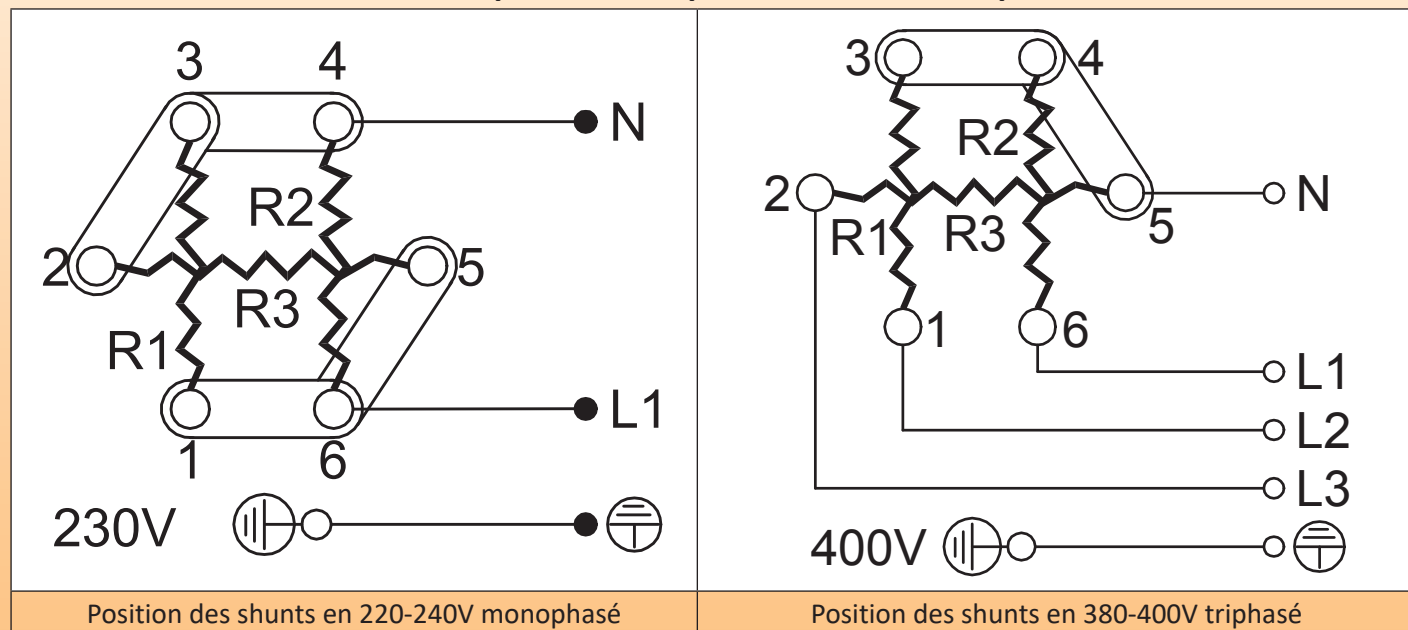 3 4
N
R2
2 5
R3
R1
L1
1 6
230V
Position des shunts en 220-240V monophasé
3 4
R2
2 N
R1 R3 5
1 6
L1
L2
L3
400V
Position des shunts en 380-400V triphasé